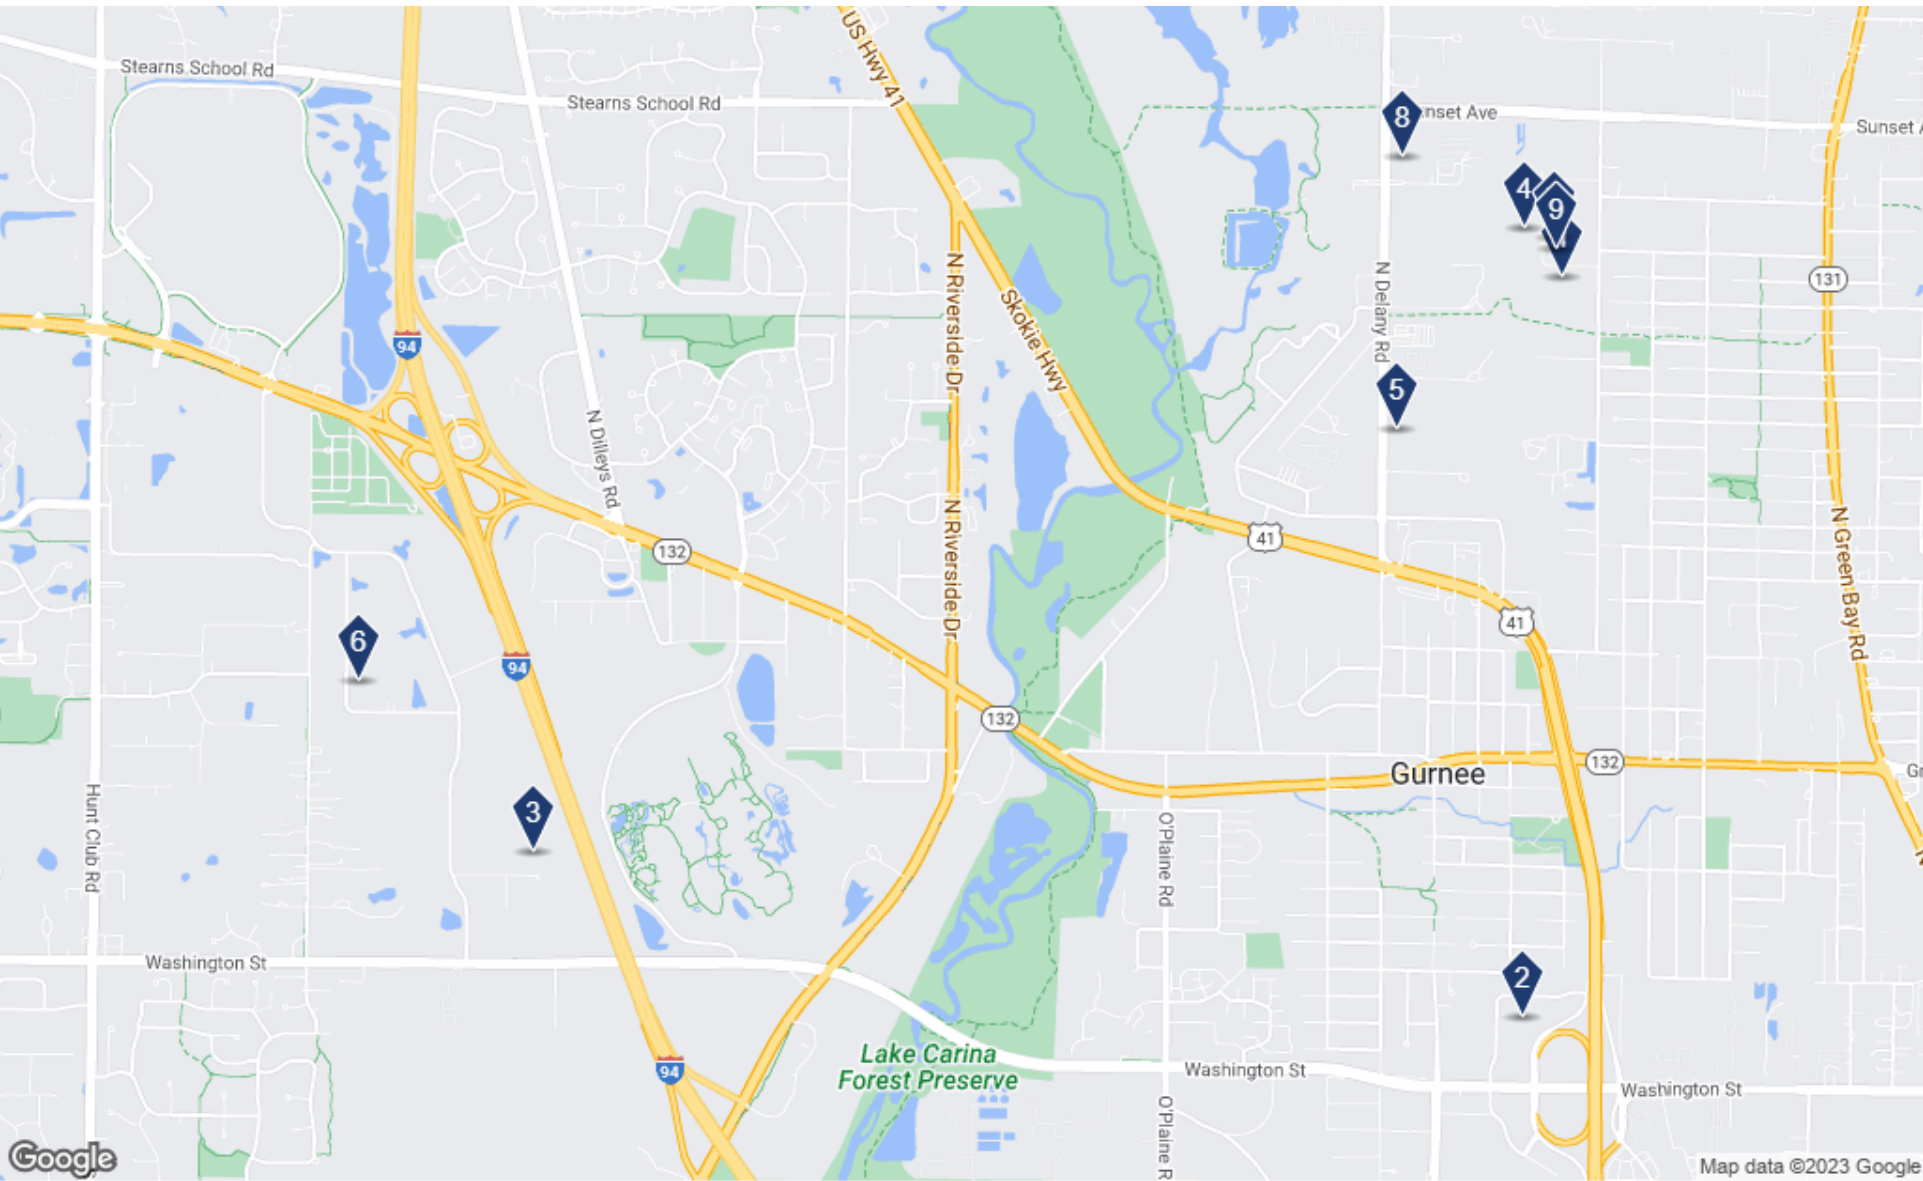 US Hwy 41
Stearns School Rd
Stearns School Rd
8
nset Ave
Sunset
4
9
131
N Riverside Dr
Skokie Hwy
N Delany Rd
94
5
N Dilleys Rd
N Riverside Dr
41
132
N Green Bay Rd
41
6
94
132
132
Gurnee
Hunt Club Rd
3
O'Plaine Rd
Washington St
2
Lake Carina
Forest Preserve
94
Washington St
Washington St
O'Plaine R
Google
Map data ©2023 Google